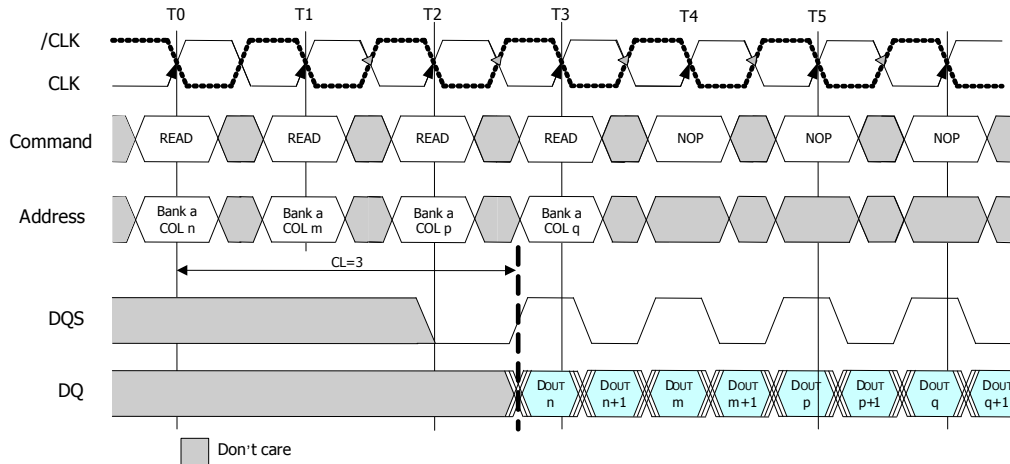 T0 T1 T2 T3 T4 T5
/CLK
CLK
Command READ READ READ READ NOP NOP NOP
Address Bank a COL n Bank a COL m Bank a COL p Bank a COL q
CL=3
DQS
DQ DOUT n DOUT n+1 DOUT m DOUT m+1 DOUT p DOUT p+1 DOUT q DOUT q+1
Don't care